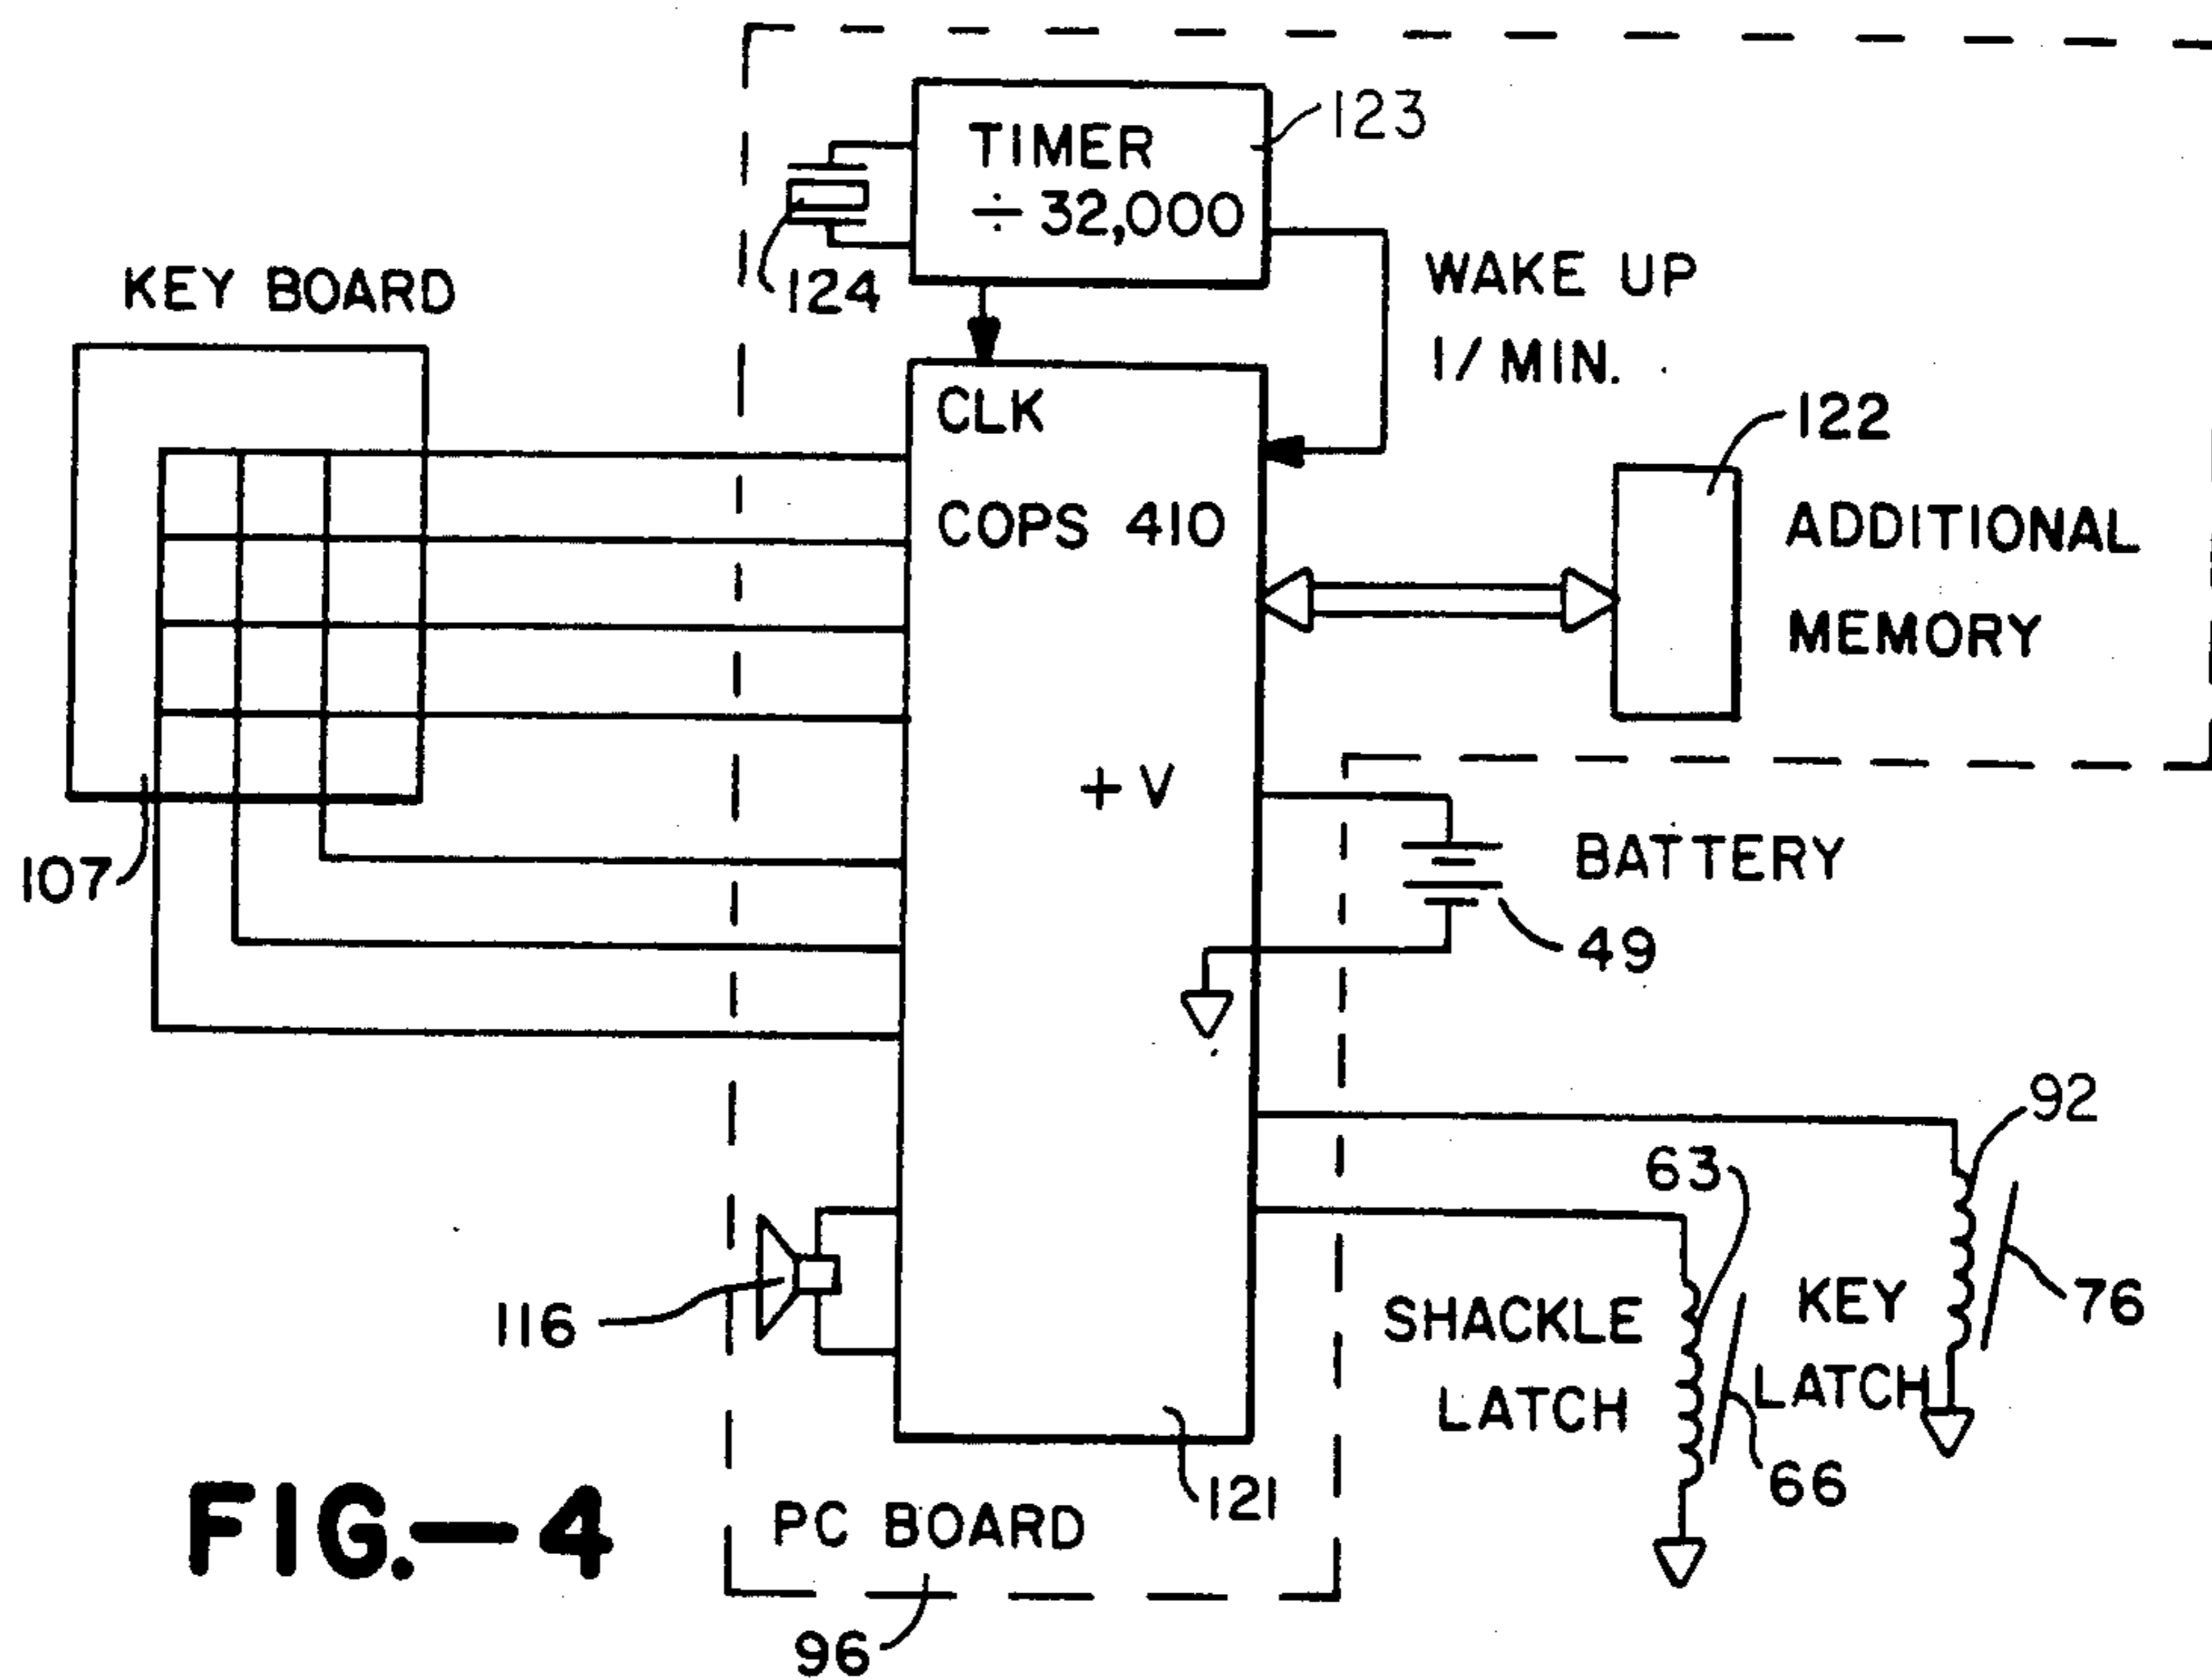 123
TIMER
÷ 32,000
124
WAKE UP
1/MIN.
KEY BOARD
CLK
COPS 410
122
ADDITIONAL
MEMORY
+V
107
BATTERY
49
92
63
116
SHACKLE
LATCH
KEY
LATCH
76
66
121
PC BOARD
96
FIG.-4